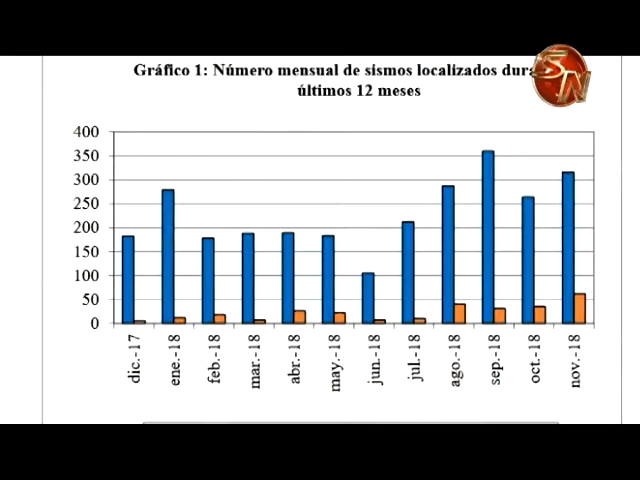 Gráfico 1: Número mensual de sismos localizados
últimos 12 meses
SN
400
350
300
250
200
150
100
50
0
dic.-17
ene.-18
feb.-18
mar.-18
abr.-18
may.-18
jun.-18
jul.-18
ago.-18
sep.-18
oct.-18
nov.-18